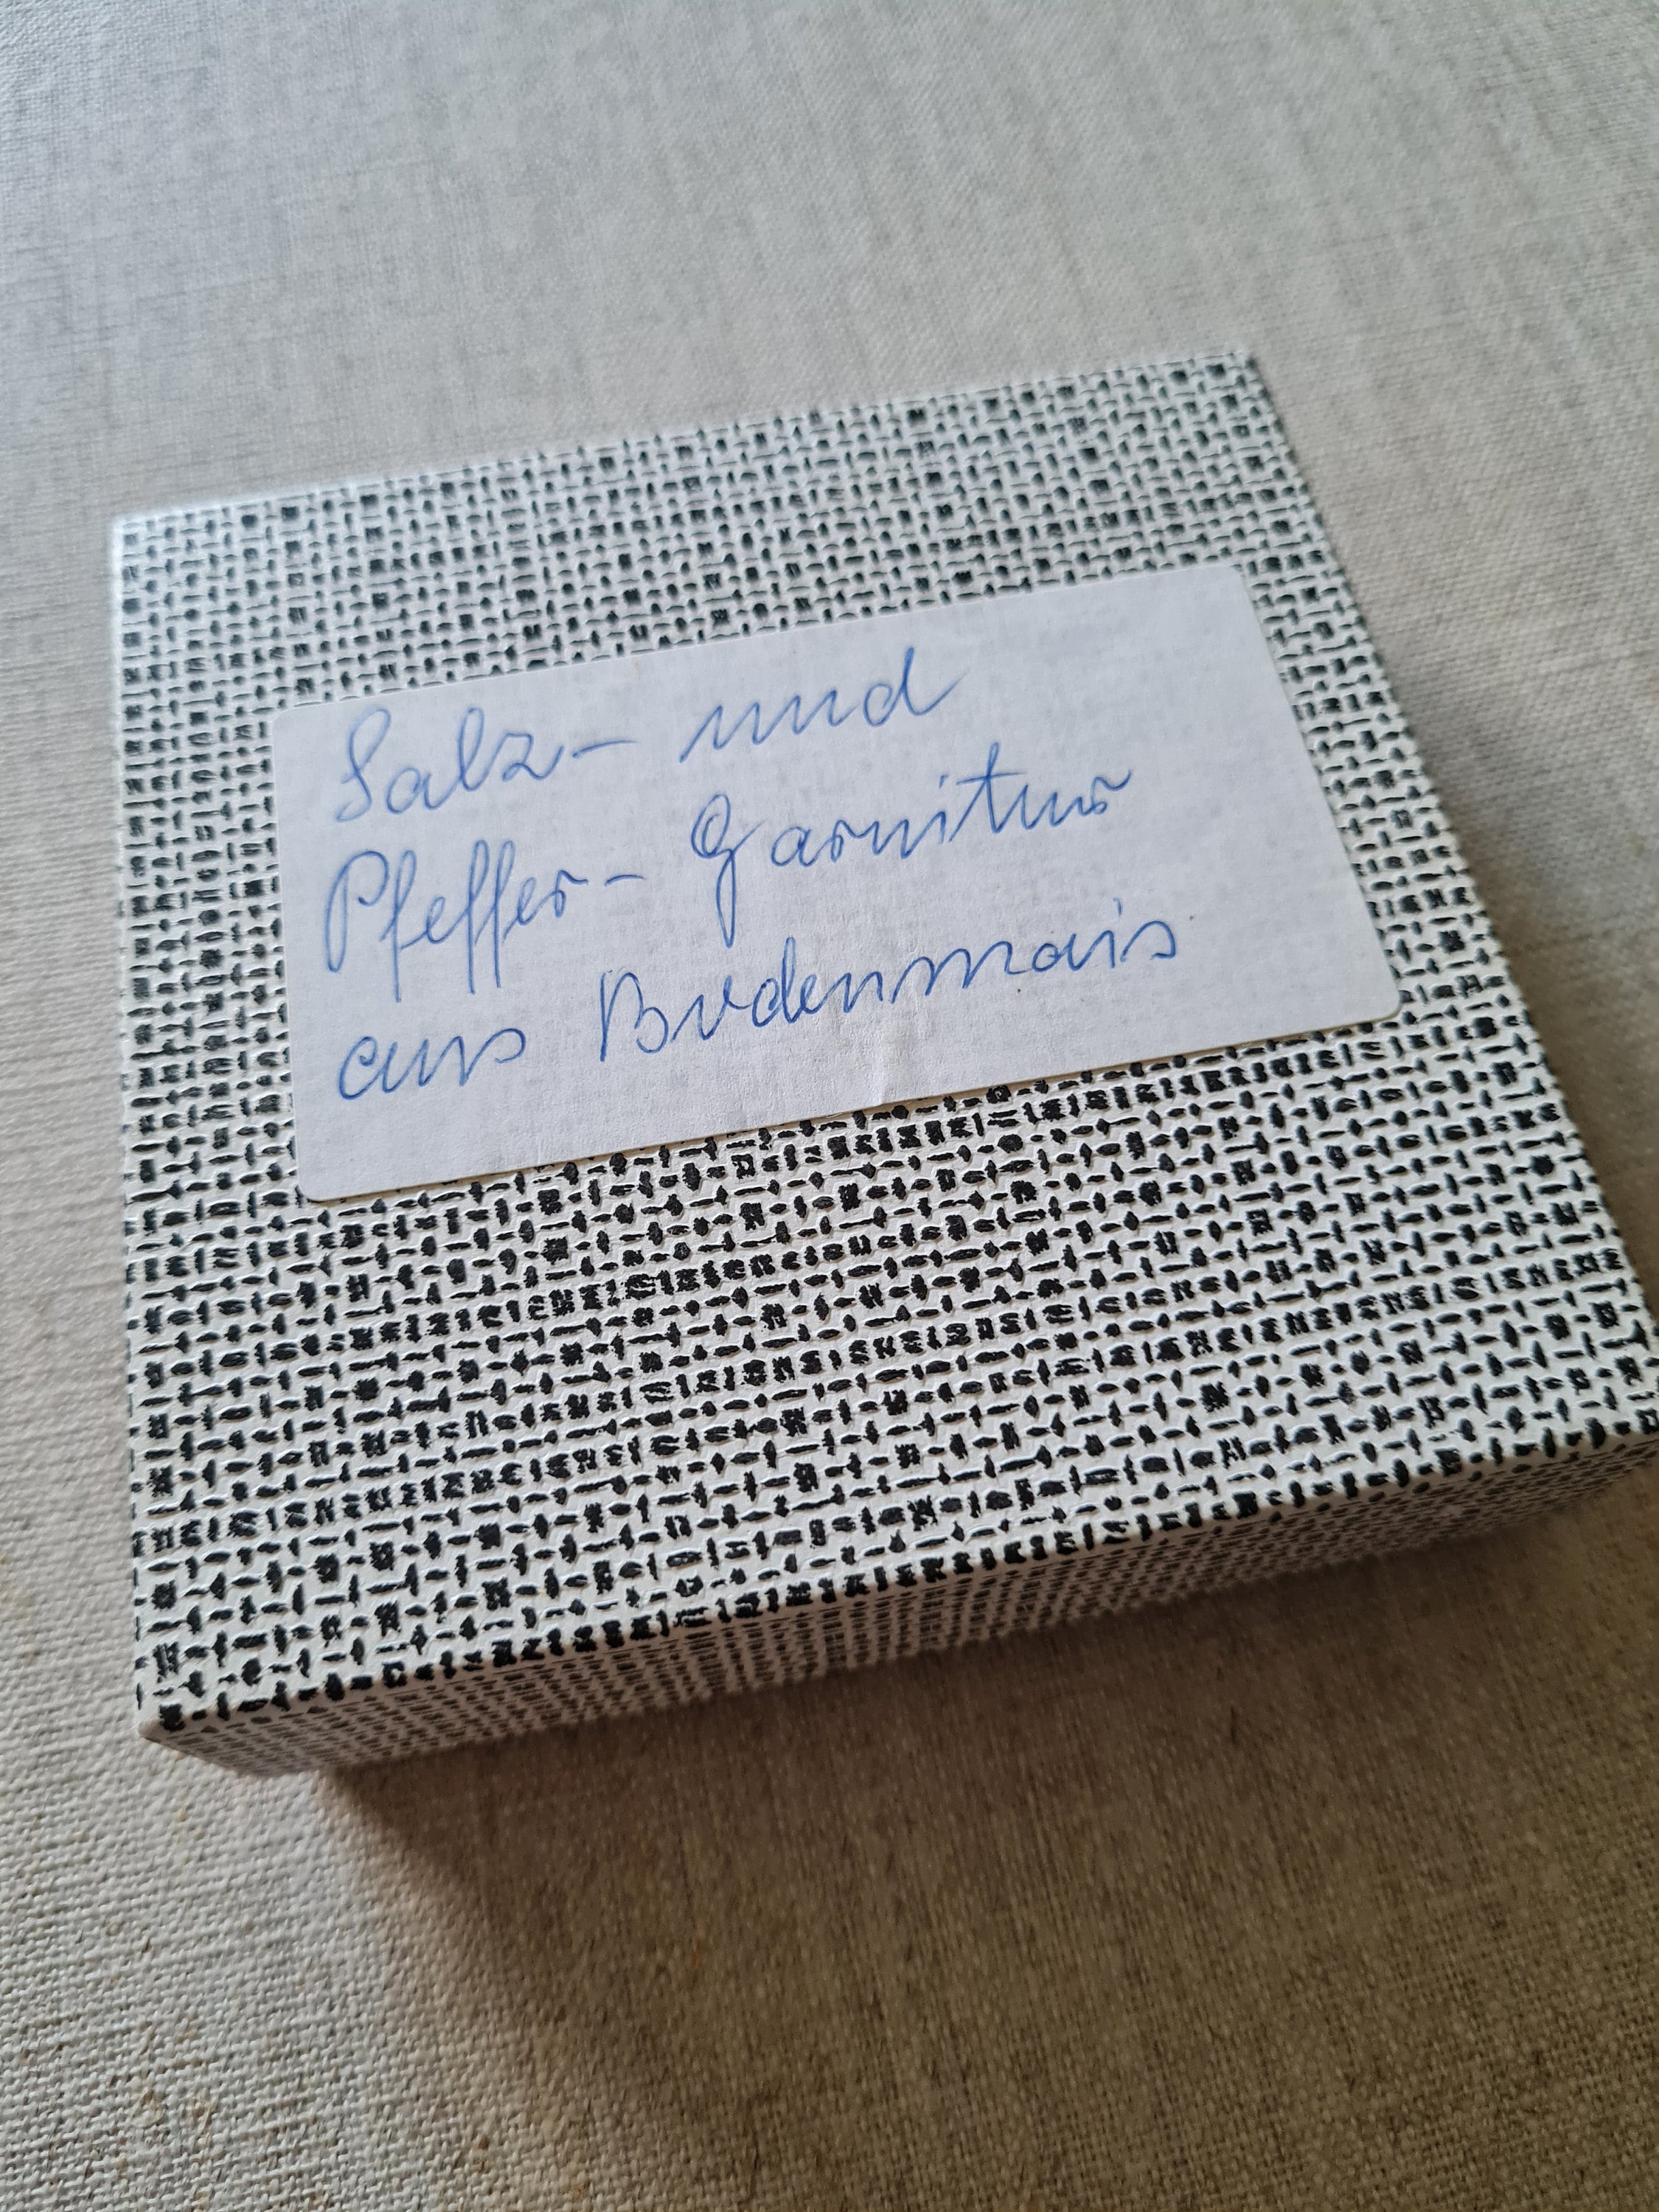 Salz- und
Pfeffer- Garnitur
aus Bodenmais